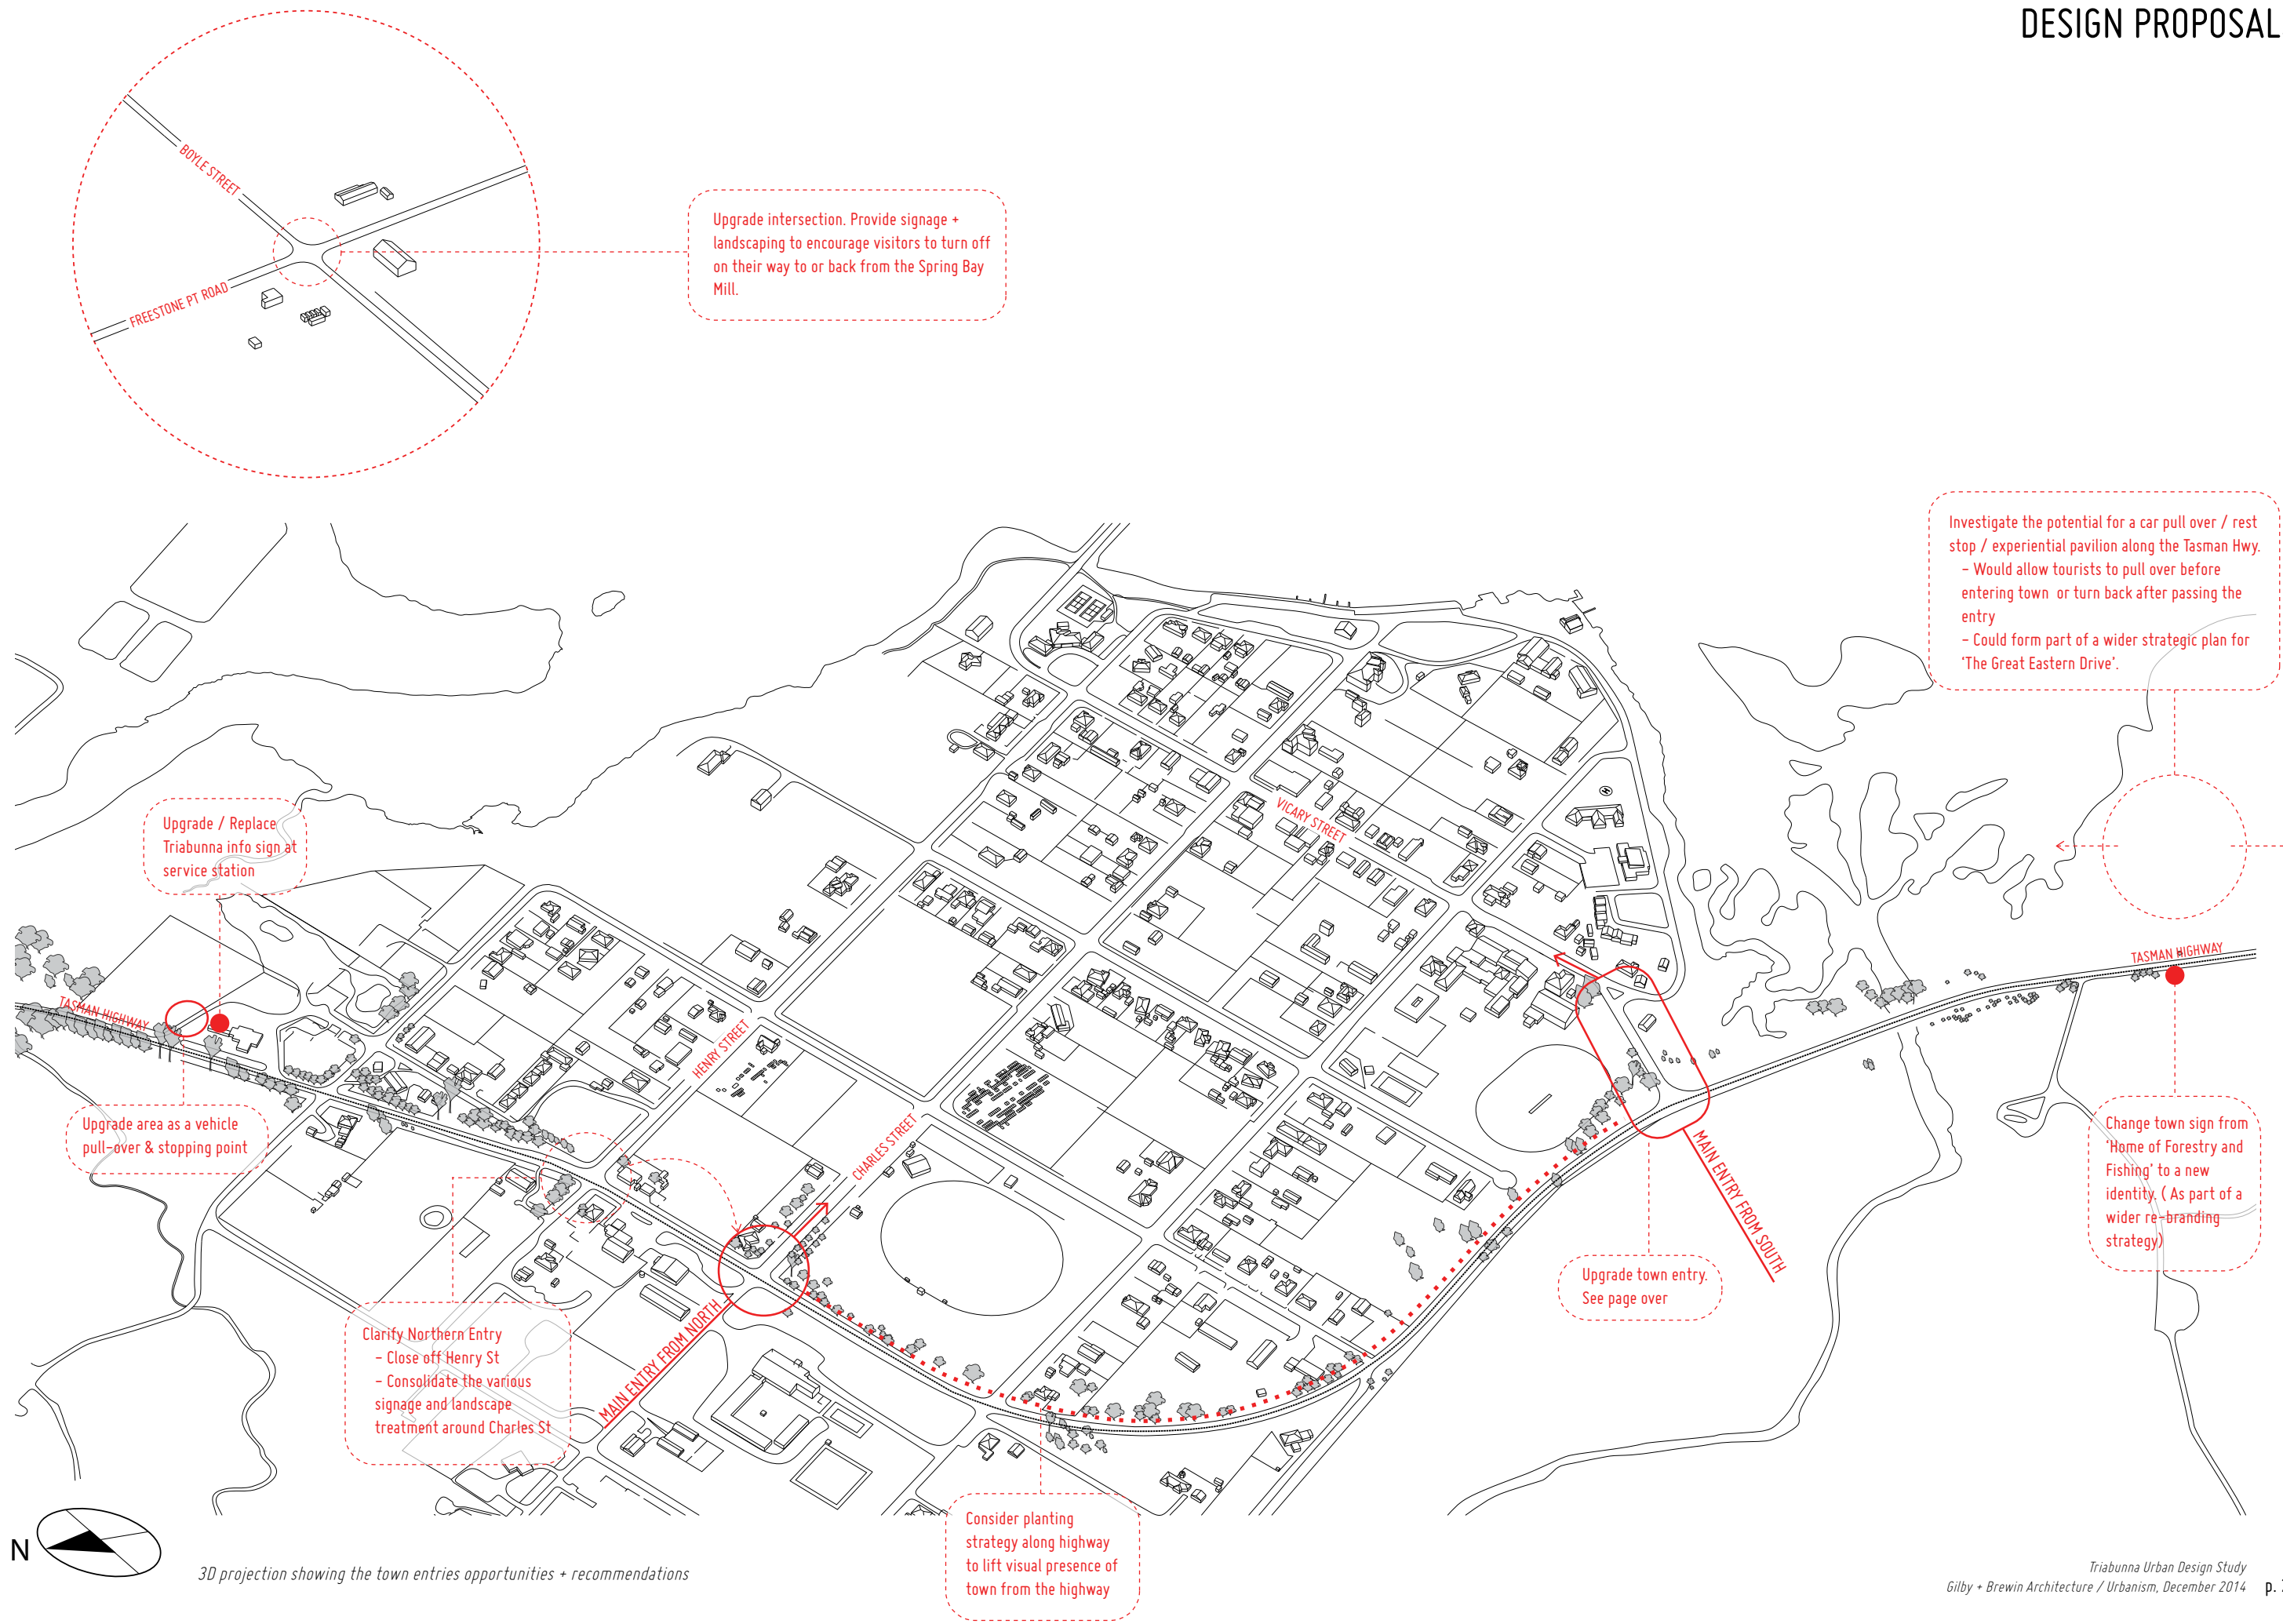 DESIGN PROPOSAL
BOYLE STREET
FREESTONE PT ROAD
Upgrade intersection. Provide signage +
landscaping to encourage visitors to turn off
on their way to or back from the Spring Bay
Mill.
Investigate the potential for a car pull over / rest
stop / experiential pavilion along the Tasman Hwy.
- Would allow tourists to pull over before
entering town or turn back after passing the
entry
- Could form part of a wider strategic plan for
'The Great Eastern Drive'.
Upgrade / Replace
Triabunna info sign at
service station
VICARY STREET
TASMAN HIGHWAY
TASMAN HIGHWAY
HENRY STREET
CHARLES STREET
Upgrade area as a vehicle
pull-over & stopping point
MAIN ENTRY FROM SOUTH
Change town sign from
'Home of Forestry and
Fishing' to a new
identity. ( As part of a
wider re-branding
strategy)
Upgrade town entry.
See page over
MAIN ENTRY FROM NORTH
Clarify Northern Entry
- Close off Henry St
- Consolidate the various
signage and landscape
treatment around Charles St
Consider planting
strategy along highway
to lift visual presence of
town from the highway
N
3D projection showing the town entries opportunities + recommendations
Triabunna Urban Design Study
Gilby + Brewin Architecture / Urbanism, December 2014
p.